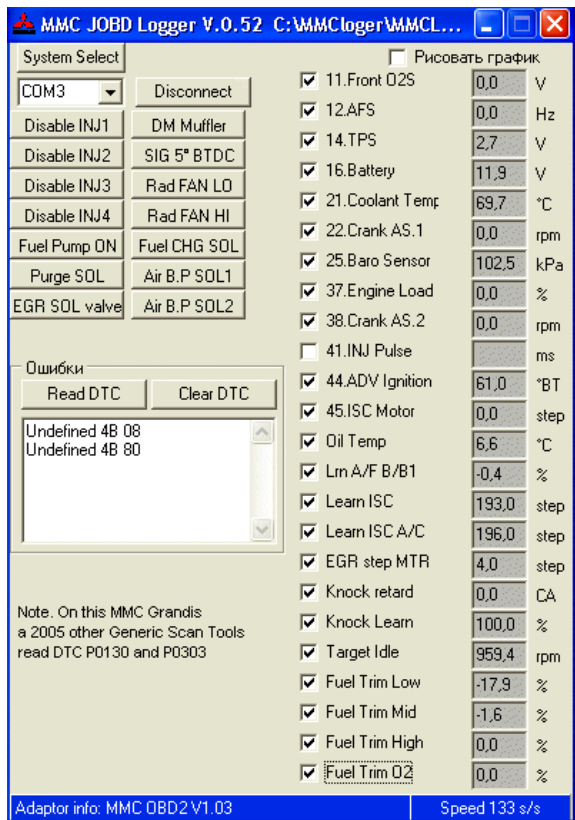 MMC JOBD Logger V.0.52 C:\MMCloger\MMCL...
System Select
Рисовать график
COM3
Disconnect
Disable INJ1
DM Muffler
Disable INJ2
SIG 5° BTDC
Disable INJ3
Rad FAN LO
Disable INJ4
Rad FAN HI
Fuel Pump ON
Fuel CHG SOL
Purge SOL
Air B.P SOL1
EGR SOL valve
Air B.P SOL2
Ошибки
Read DTC
Clear DTC
Undefined 4B 08
Undefined 4B 80
Note. On this MMC Grandis
a 2005 other Generic Scan Tools
read DTC P0130 and P0303
11.Front O2S 0,0 V
12.AFS 0,0 Hz
14.TPS 2,7 V
16.Battery 11,9 V
21.Coolant Temp 69,7 °C
22.Crank AS.1 0,0 rpm
25.Baro Sensor 102,5 kPa
37.Engine Load 0,0 %
38.Crank AS.2 0,0 rpm
41.INJ Pulse ms
44.ADV Ignition 61,0 °BT
45.ISC Motor 0,0 step
Oil Temp 6,6 °C
Lrn A/F B/B1 -0,4 %
Learn ISC 193,0 step
Learn ISC A/C 196,0 step
EGR step MTR 4,0 step
Knock retard 0,0 CA
Knock Learn 100,0 %
Target Idle 959,4 rpm
Fuel Trim Low -17,9 %
Fuel Trim Mid -1,6 %
Fuel Trim High 0,0 %
Fuel Trim O2 0,0 %
Adaptor info: MMC OBD2 V1.03
Speed 133 s/s